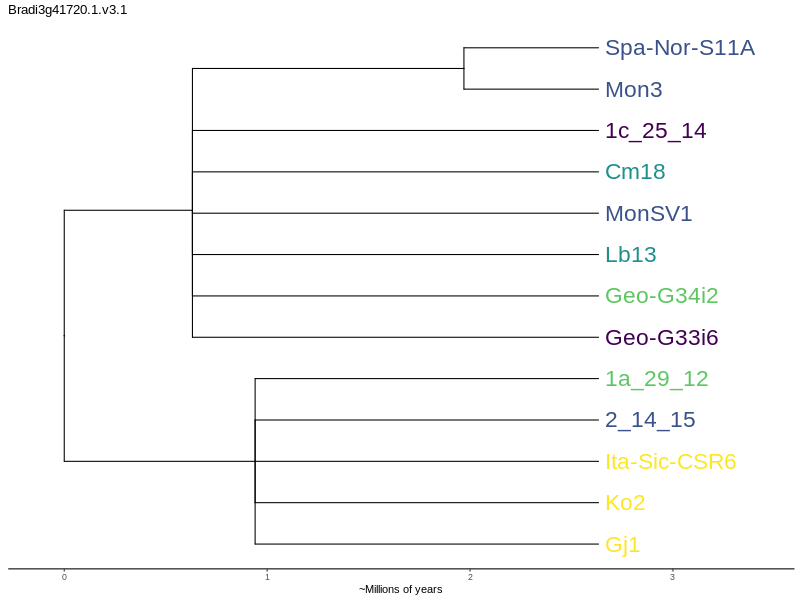 Bradi3g41720.1.v3.1
Spa-Nor-S11A
Mon3
1c_25_14
Cm18
MonSV1
Lb13
Geo-G34i2
Geo-G33i6
1a_29_12
2_14_15
Ita-Sic-CSR6
Ko2
Gj1
0 1 2 3
~Millions of years